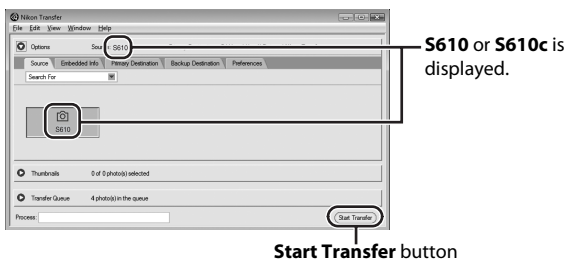 Nikon Transfer
File Edit View Window Help
Options S610
Source Embedded Info Primary Destination Backup Destination Preferences
Search For
S610
Thumbnails 0 of 0 photo(s) selected
Transfer Queue 4 photo(s) in the queue
Process: Start Transfer
S610 or S610c is
displayed.
Start Transfer button